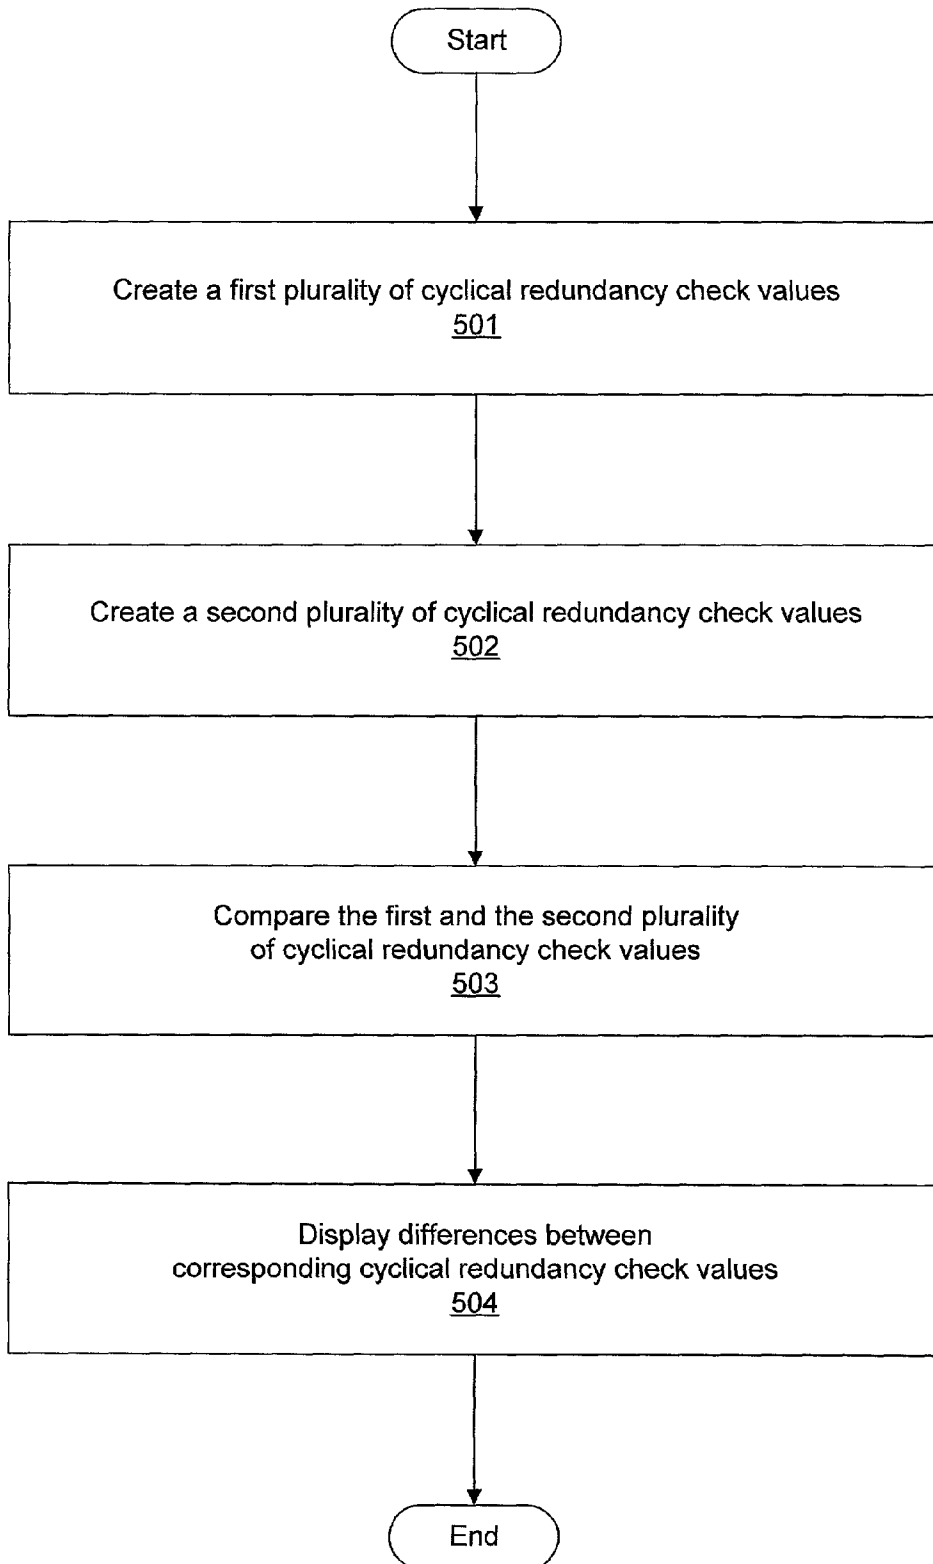 Start
Create a first plurality of cyclical redundancy check values
501
Create a second plurality of cyclical redundancy check values
502
Compare the first and the second plurality
of cyclical redundancy check values
503
Display differences between
corresponding cyclical redundancy check values
504
End